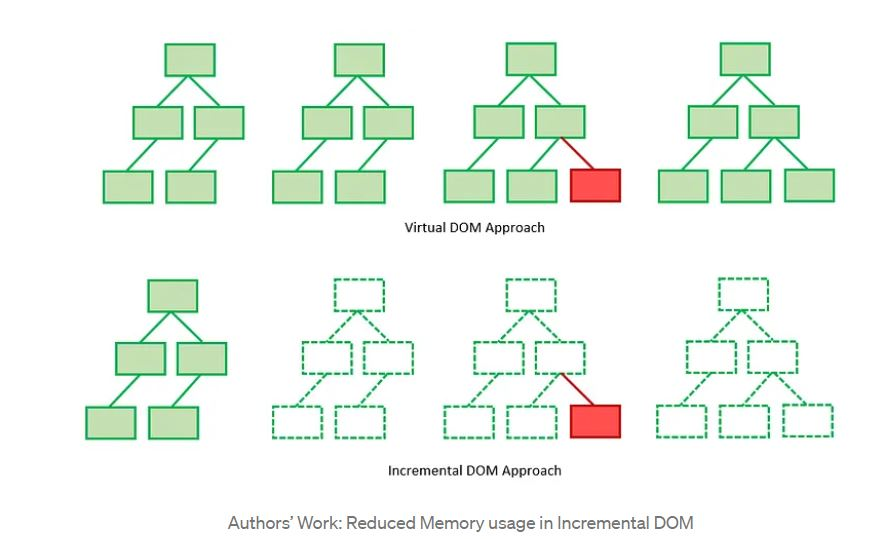 Virtual DOM Approach
Incremental DOM Approach
Authors’ Work: Reduced Memory usage in Incremental DOM